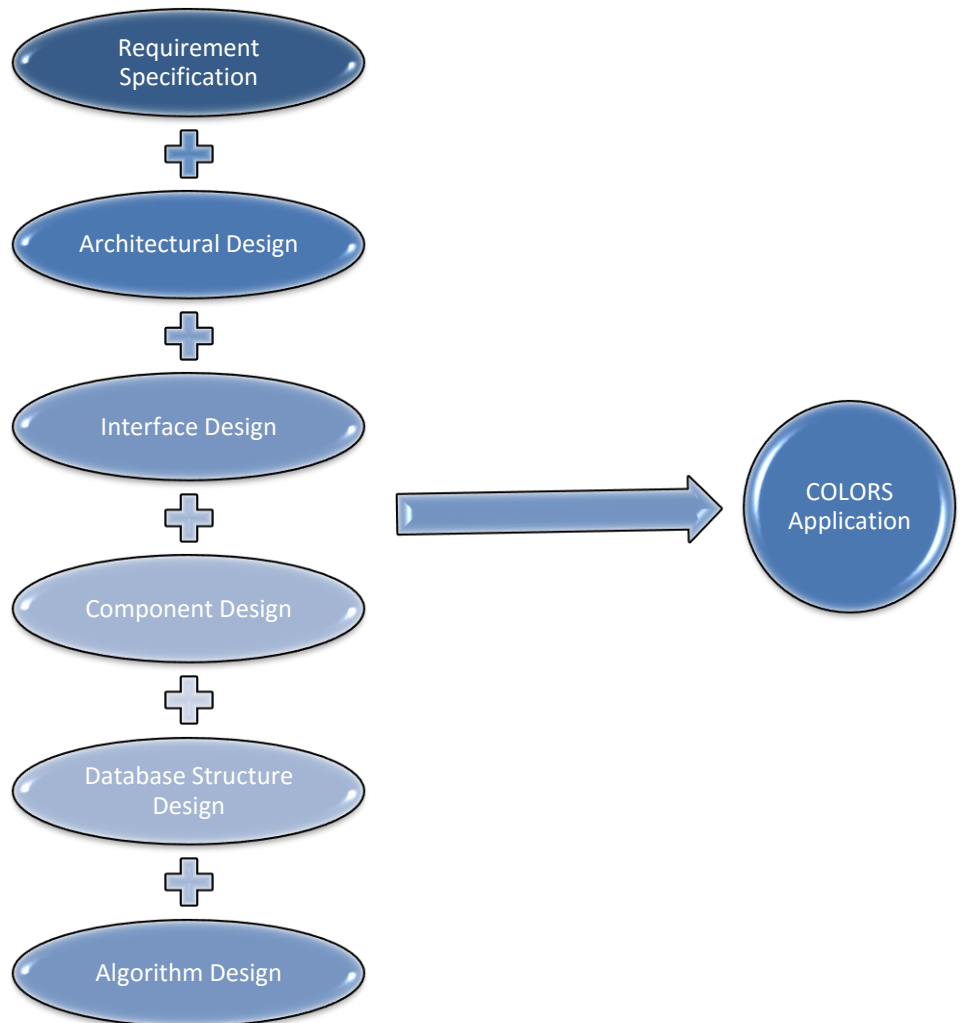 Requirement
Specification
Architectural Design
Interface Design
Component Design
Database Structure
Design
Algorithm Design
COLORS
Application